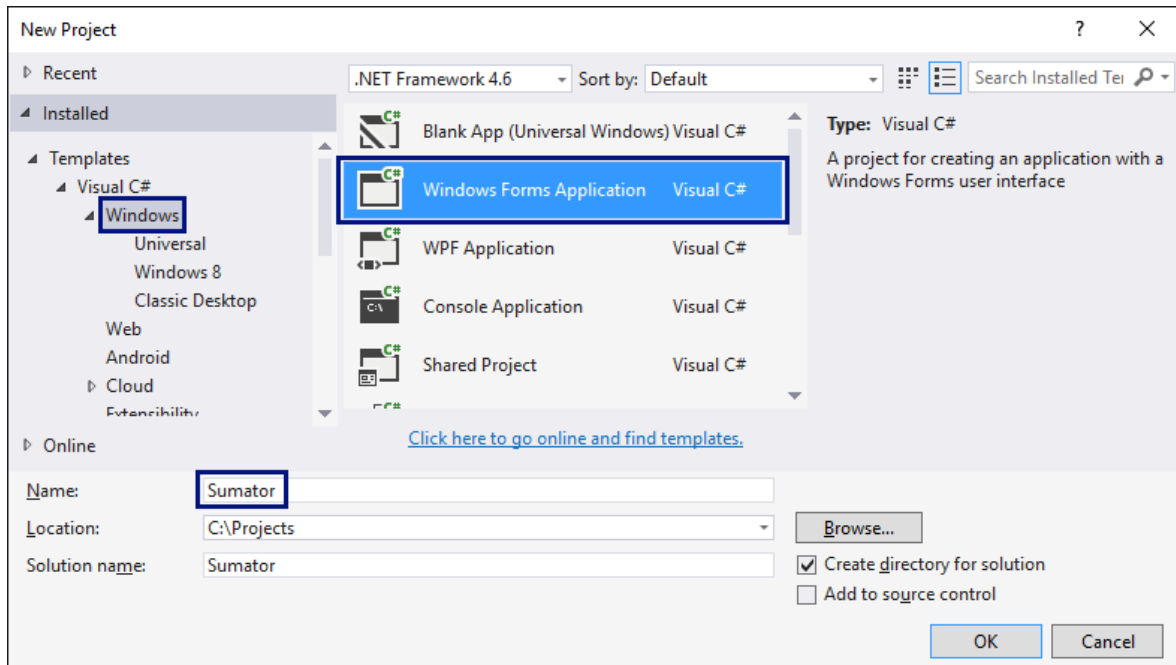 New Project
?
Recent
.NET Framework 4.6
Sort by: Default
Search Installed Te
Installed
Templates
Visual C#
Windows
Universal
Windows 8
Classic Desktop
Web
Android
Cloud
Extensibility
Online
C# Blank App (Universal Windows) Visual C#
C# Windows Forms Application Visual C#
C# WPF Application Visual C#
C# C:\ Console Application Visual C#
C# Shared Project Visual C#
C#
Click here to go online and find templates.
Type: Visual C#
A project for creating an application with a
Windows Forms user interface
Name: Sumator
Location: C:\Projects
Browse...
Solution name: Sumator
Create directory for solution
Add to source control
OK
Cancel